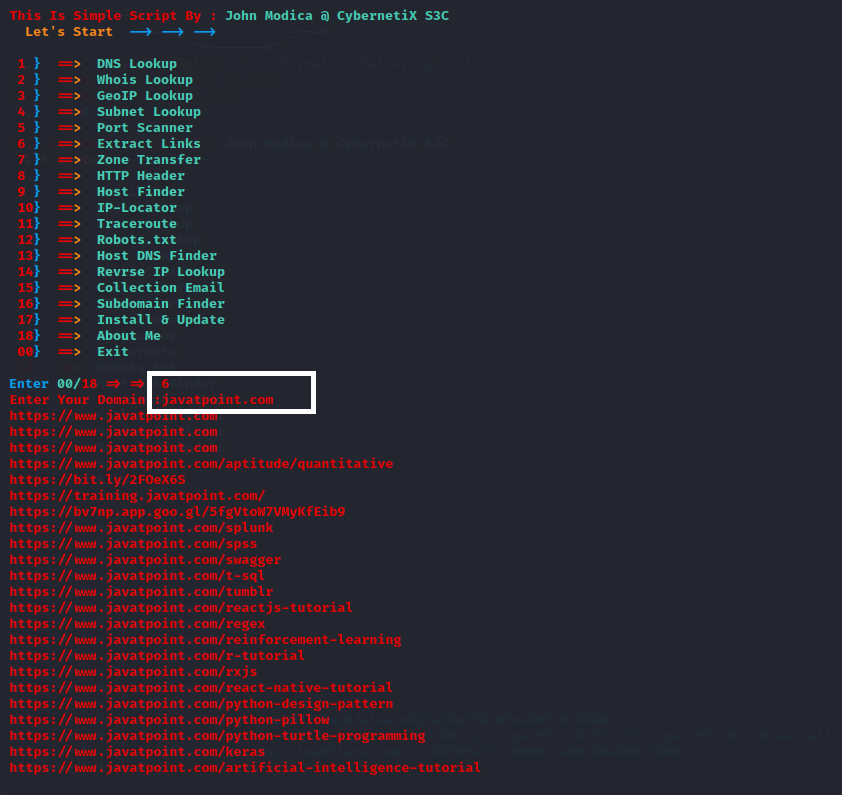 This Is Simple Script By : John Modica @ CybernetiX S3C
Let's Start --> --> -->
1 } ==> DNS Lookup
2 } ==> Whois Lookup
3 } ==> GeoIP Lookup
4 } ==> Subnet Lookup
5 } ==> Port Scanner
6 } ==> Extract Links
7 } ==> Zone Transfer
8 } ==> HTTP Header
9 } ==> Host Finder
10} ==> IP-Locator
11} ==> Traceroute
12} ==> Robots.txt
13} ==> Host DNS Finder
14} ==> Revrse IP Lookup
15} ==> Collection Email
16} ==> Subdomain Finder
17} ==> Install & Update
18} ==> About Me
00} ==> Exit
Enter 00/18 => => 6
Enter Your Domain :javatpoint.com
https://www.javatpoint.com
https://www.javatpoint.com
https://www.javatpoint.com
https://www.javatpoint.com/aptitude/quantitative
https://bit.ly/2FOeX6S
https://training.javatpoint.com/
https://bv7np.app.goo.gl/5fgVtoW7VMyKfEib9
https://www.javatpoint.com/splunk
https://www.javatpoint.com/spss
https://www.javatpoint.com/swagger
https://www.javatpoint.com/t-sql
https://www.javatpoint.com/tumblr
https://www.javatpoint.com/reactjs-tutorial
https://www.javatpoint.com/regex
https://www.javatpoint.com/reinforcement-learning
https://www.javatpoint.com/r-tutorial
https://www.javatpoint.com/rxjs
https://www.javatpoint.com/react-native-tutorial
https://www.javatpoint.com/python-design-pattern
https://www.javatpoint.com/python-pillow
https://www.javatpoint.com/python-turtle-programming
https://www.javatpoint.com/keras
https://www.javatpoint.com/artificial-intelligence-tutorial